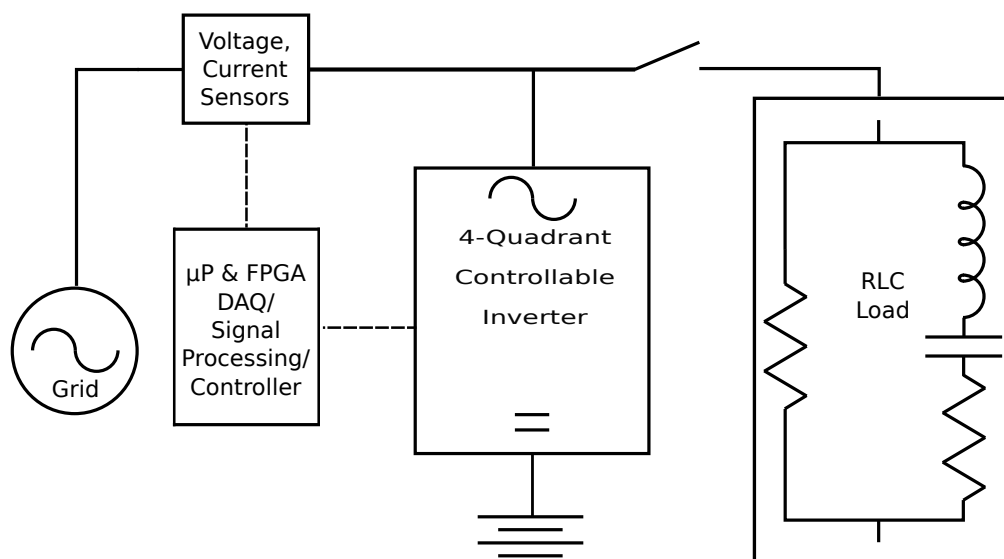 Voltage,
Current
Sensors
4-Quadrant
Controllable
Inverter
µP & FPGA
DAQ/
Signal
Processing/
Controller
Grid
RLC
Load